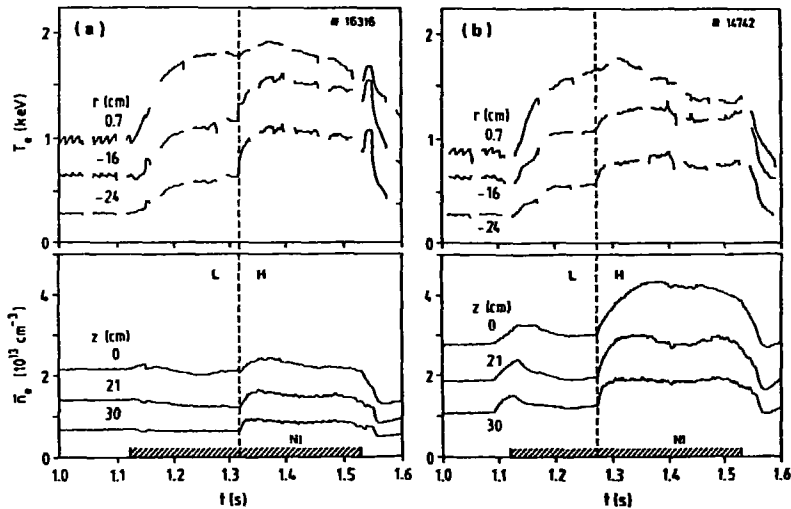 (a)
# 16316
2
1
0
T_e (keV)
r (cm)
0.7
-16
-24
L
H
4
2
0
n̄_e (10^13 cm^-3)
z (cm)
0
21
30
NI
1.0 1.1 1.2 1.3 1.4 1.5 1.6
t (s)
(b)
# 14742
2
1
0
r (cm)
0.7
-16
-24
L
H
4
2
0
z (cm)
0
21
30
NI
1.0 1.1 1.2 1.3 1.4 1.5 1.6
t (s)